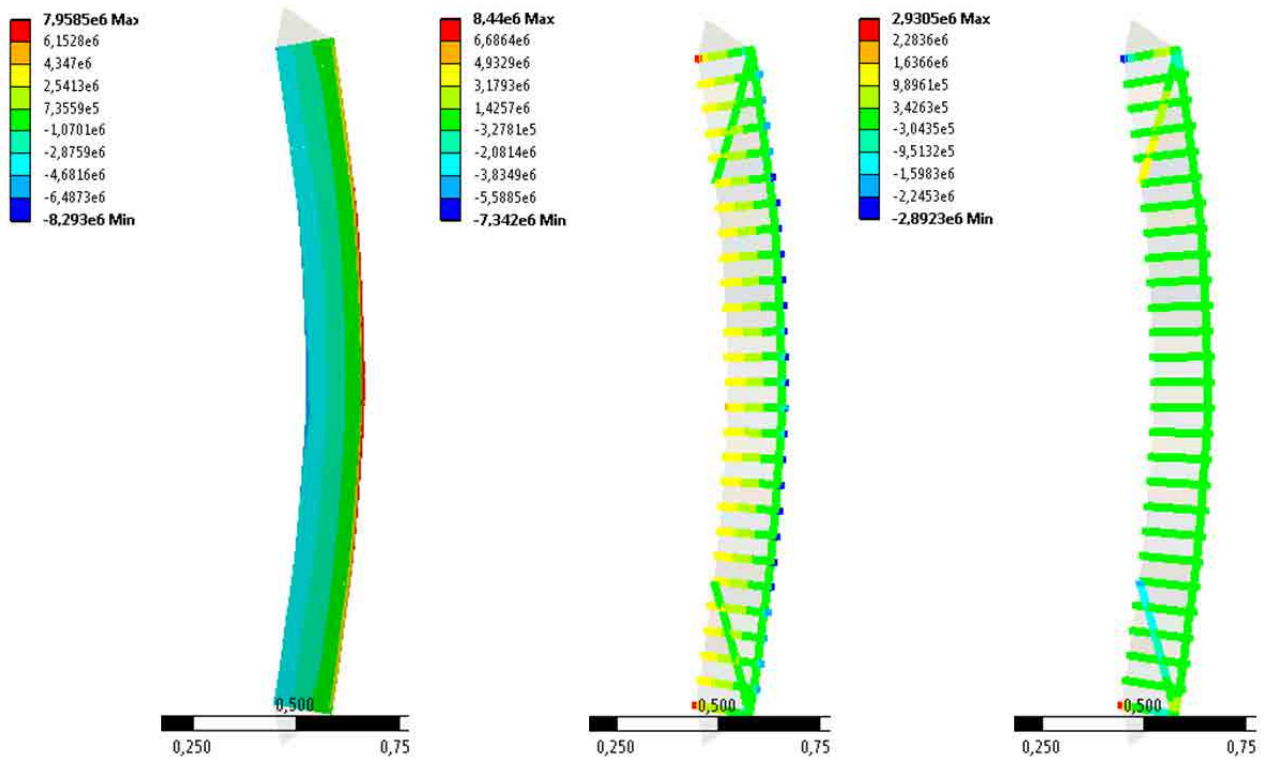 7,9585e6 Max
6,1528e6
4,347e6
2,5413e6
7,3559e5
-1,0701e6
-2,8759e6
-4,6816e6
-6,4873e6
-8,293e6 Min
8,44e6 Max
6,6864e6
4,9329e6
3,1793e6
1,4257e6
-3,2781e5
-2,0814e6
-3,8349e6
-5,5885e6
-7,342e6 Min
2,9305e6 Max
2,2836e6
1,6366e6
9,8961e5
3,4263e5
-3,0435e5
-9,5132e5
-1,5983e6
-2,2453e6
-2,8923e6 Min
0,500
0,250 0,75
0,500
0,250 0,75
0,500
0,250 0,75